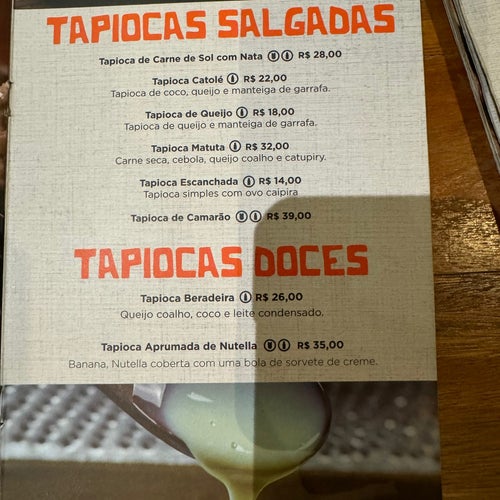 TAPIOCAS SALGADAS
Tapioca de Carne de Sol com Nata R$ 28,00
Tapioca Catolé R$ 22,00
Tapioca de coco, queijo e manteiga de garrafa.
Tapioca de Queijo R$ 18,00
Tapioca de queijo e manteiga de garrafa.
Tapioca Matuta R$ 32,00
Carne seca, cebola, queijo coalho e catupiry.
Tapioca Escanchada R$ 14,00
Tapioca simples com ovo caipira
Tapioca de Camarão R$ 39,00
TAPIOCAS DOCES
Tapioca Beradeira R$ 26,00
Queijo coalho, coco e leite condensado.
Tapioca Aprumada de Nutella R$ 35,00
Banana, Nutella coberta com uma bola de sorvete de creme.